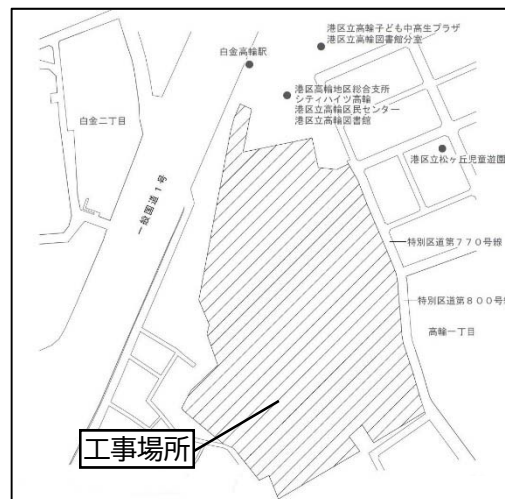 港区立高輪子ども中高生プラザ
港区立高輪図書館分室
白金高輪駅
港区高輪地区総合支所
シティハイツ高輪
港区立高輪区民センター
港区立高輪図書館
白金二丁目
港区立松ヶ丘児童遊園
一般国道1号
特別区道第770号線
特別区道第800号線
高輪一丁目
工事場所